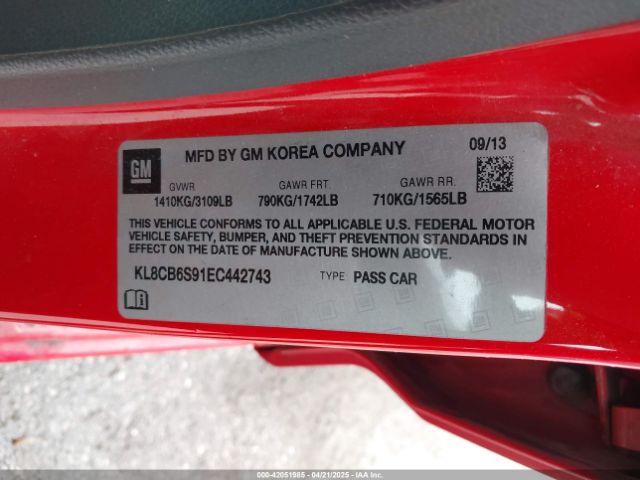 GM
MFD BY GM KOREA COMPANY 09/13
GVWR GAWR FRT. GAWR RR.
1410KG/3109LB 790KG/1742LB 710KG/1565LB
THIS VEHICLE CONFORMS TO ALL APPLICABLE U.S. FEDERAL MOTOR
VEHICLE SAFETY, BUMPER, AND THEFT PREVENTION STANDARDS IN
EFFECT ON THE DATE OF MANUFACTURE SHOWN ABOVE.
KL8CB6S91EC442743 TYPE: PASS CAR
000-42051985 - 04/21/2025 - IAA Inc.